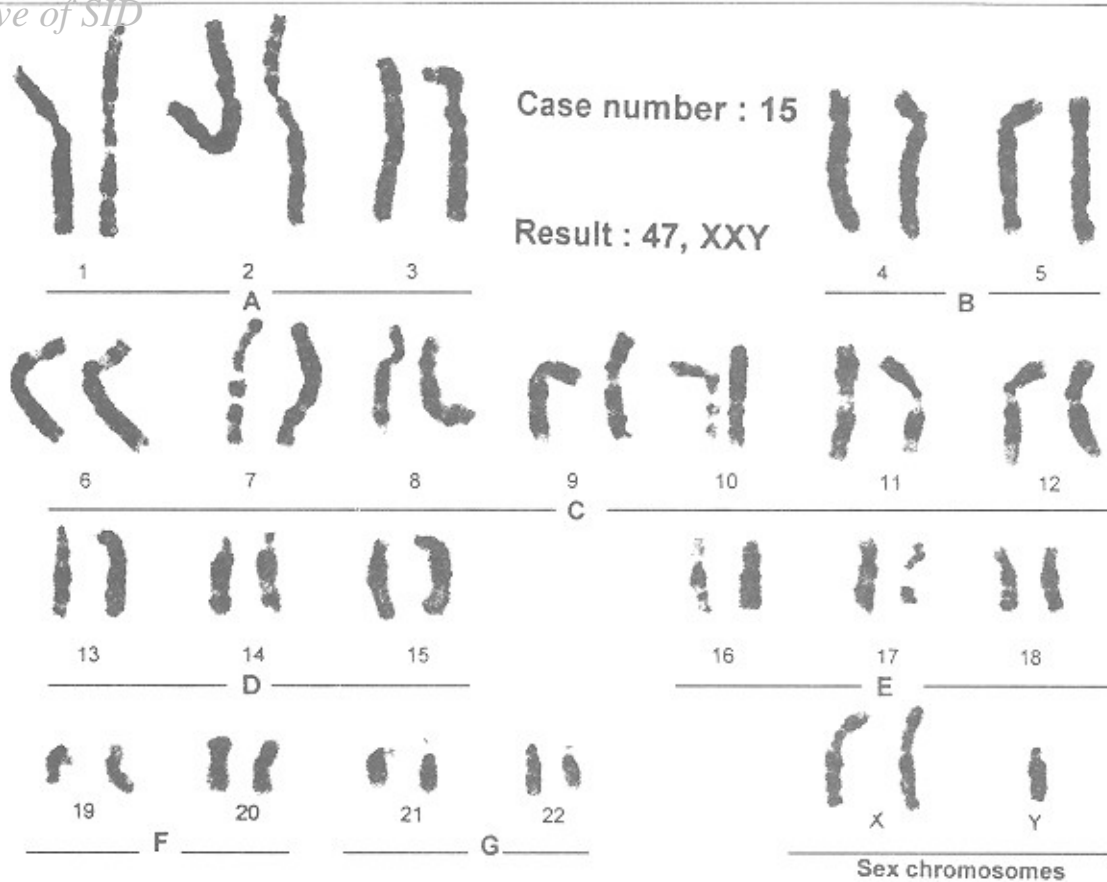 ve of SID
Case number : 15
Result : 47, XXY
1 2 3 4 5
A B
6 7 8 9 10 11 12
C
13 14 15 16 17 18
D E
19 20 21 22 X Y
F G
Sex chromosomes